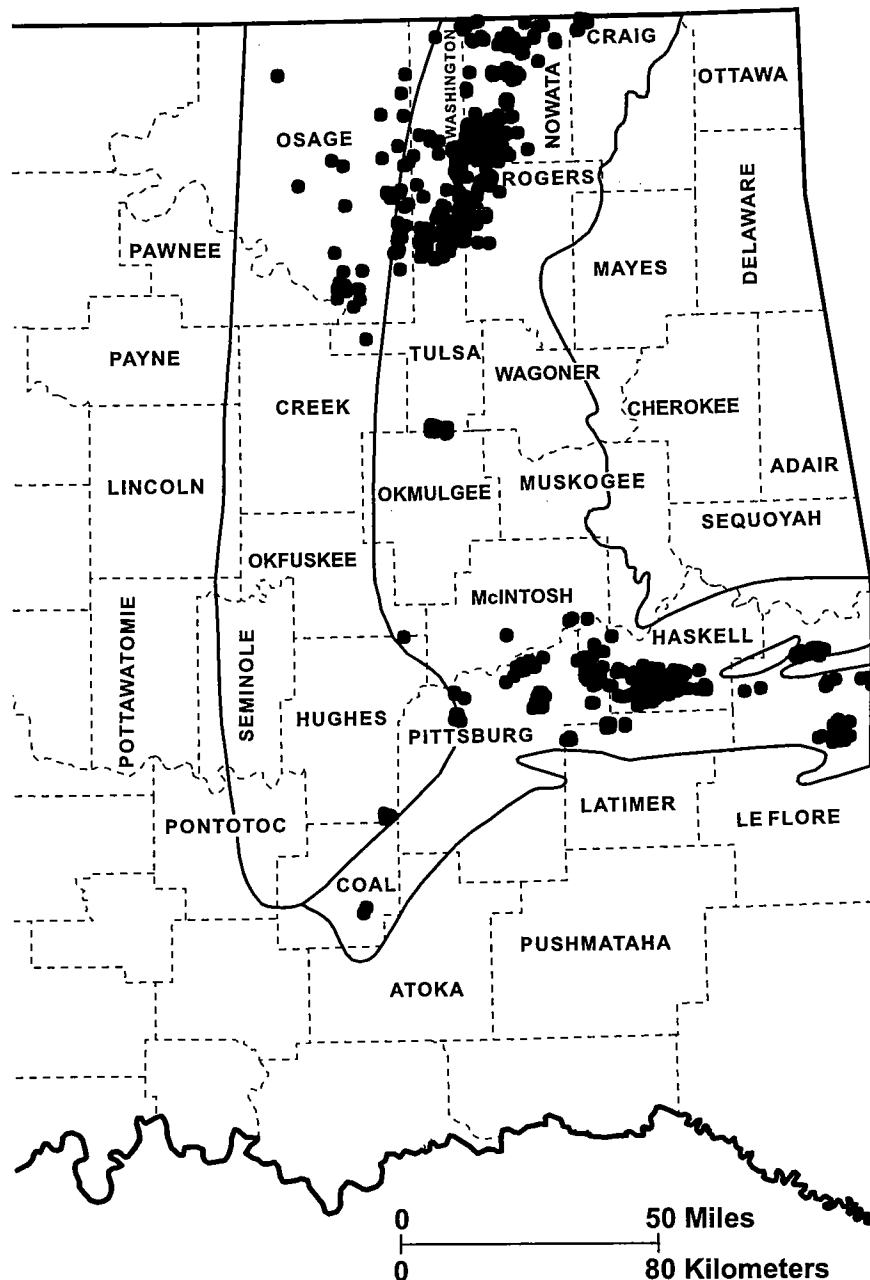 CRAIG
OTTAWA
WASHINGTON
NOWATA
OSAGE
ROGERS
DELAWARE
PAWNEE
MAYES
TULSA
PAYNE
WAGONER
CREEK
CHEROKEE
ADAIR
LINCOLN
OKMULGEE
MUSKOGEE
SEQUOYAH
OKFUSKEE
McINTOSH
HASKELL
POTTAWATOMIE
SEMINOLE
HUGHES
PITTSBURG
LATIMER
LE FLORE
PONTOTOC
COAL
PUSHMATAHA
ATOKA
0 50 Miles
0 80 Kilometers